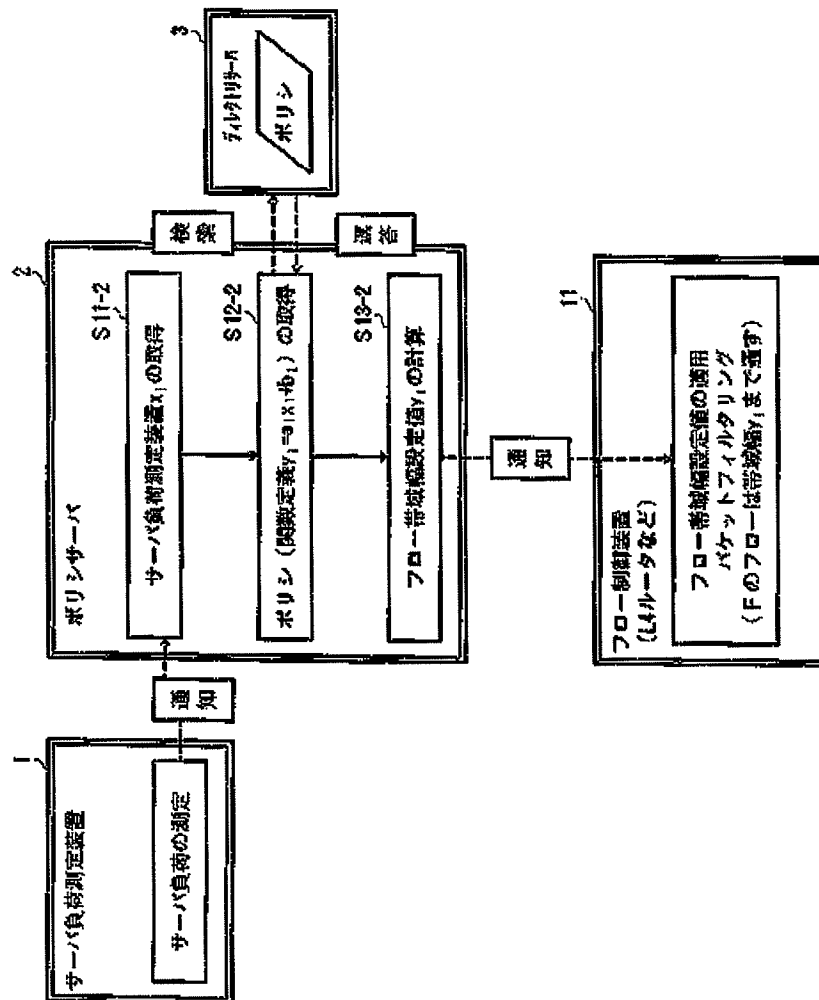 1
サーバ負荷測定装置
サーバ負荷の測定
通知
2
ポリシサーバ
S11-2
サーバ負荷測定装置x₁の取得
S12-2
ポリシ（関数定義y₁=a₁x₁+b₁）の取得
S13-2
フロー帯域幅設定値y₁の計算
検索
返答
3
ディレクトリサーバ
ポリシ
通知
11
フロー制御装置
(L4ルータなど)
フロー帯域幅設定値の適用
パケットフィルタリング
(Fのフローは帯域幅y₁まで通す)